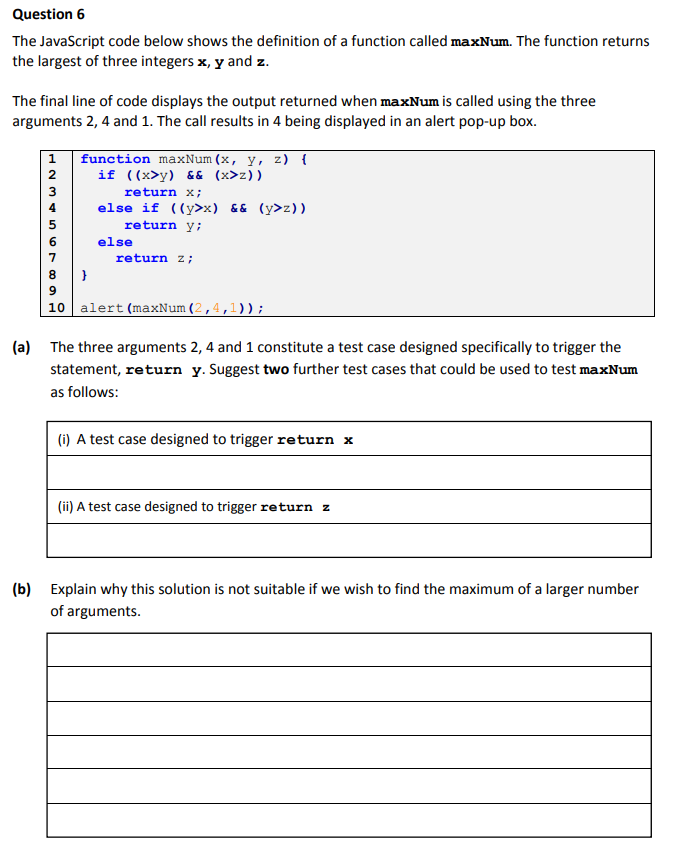 Question 6
The JavaScript code below shows the definition of a function called maxNum. The function returns
the largest of three integers x, y and z.
The final line of code displays the output returned when maxNum is called using the three
arguments 2, 4 and 1. The call results in 4 being displayed in an alert pop-up box.
1 function maxNum(x, y, z) {
2 if ((x>y) && (x>z))
3 return x;
4 else if ((y>x) && (y>z))
5 return y;
6 else
7 return z;
8 }
9
10 alert(maxNum(2,4,1));
(a) The three arguments 2, 4 and 1 constitute a test case designed specifically to trigger the
statement, return y. Suggest two further test cases that could be used to test maxNum
as follows:
(i) A test case designed to trigger return x
(ii) A test case designed to trigger return z
(b) Explain why this solution is not suitable if we wish to find the maximum of a larger number
of arguments.